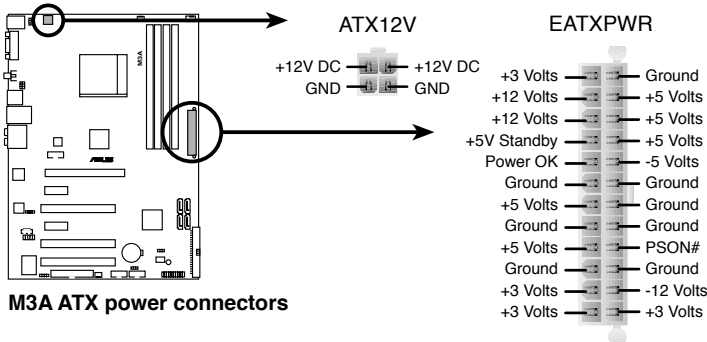 ATX12V
+12V DC +12V DC
GND GND
EATXPWR
+3 Volts Ground
+12 Volts +5 Volts
+12 Volts +5 Volts
+5V Standby +5 Volts
Power OK -5 Volts
Ground Ground
+5 Volts Ground
Ground Ground
+5 Volts PSON#
Ground Ground
+3 Volts -12 Volts
+3 Volts +3 Volts
M3A
ASUS
M3A ATX power connectors